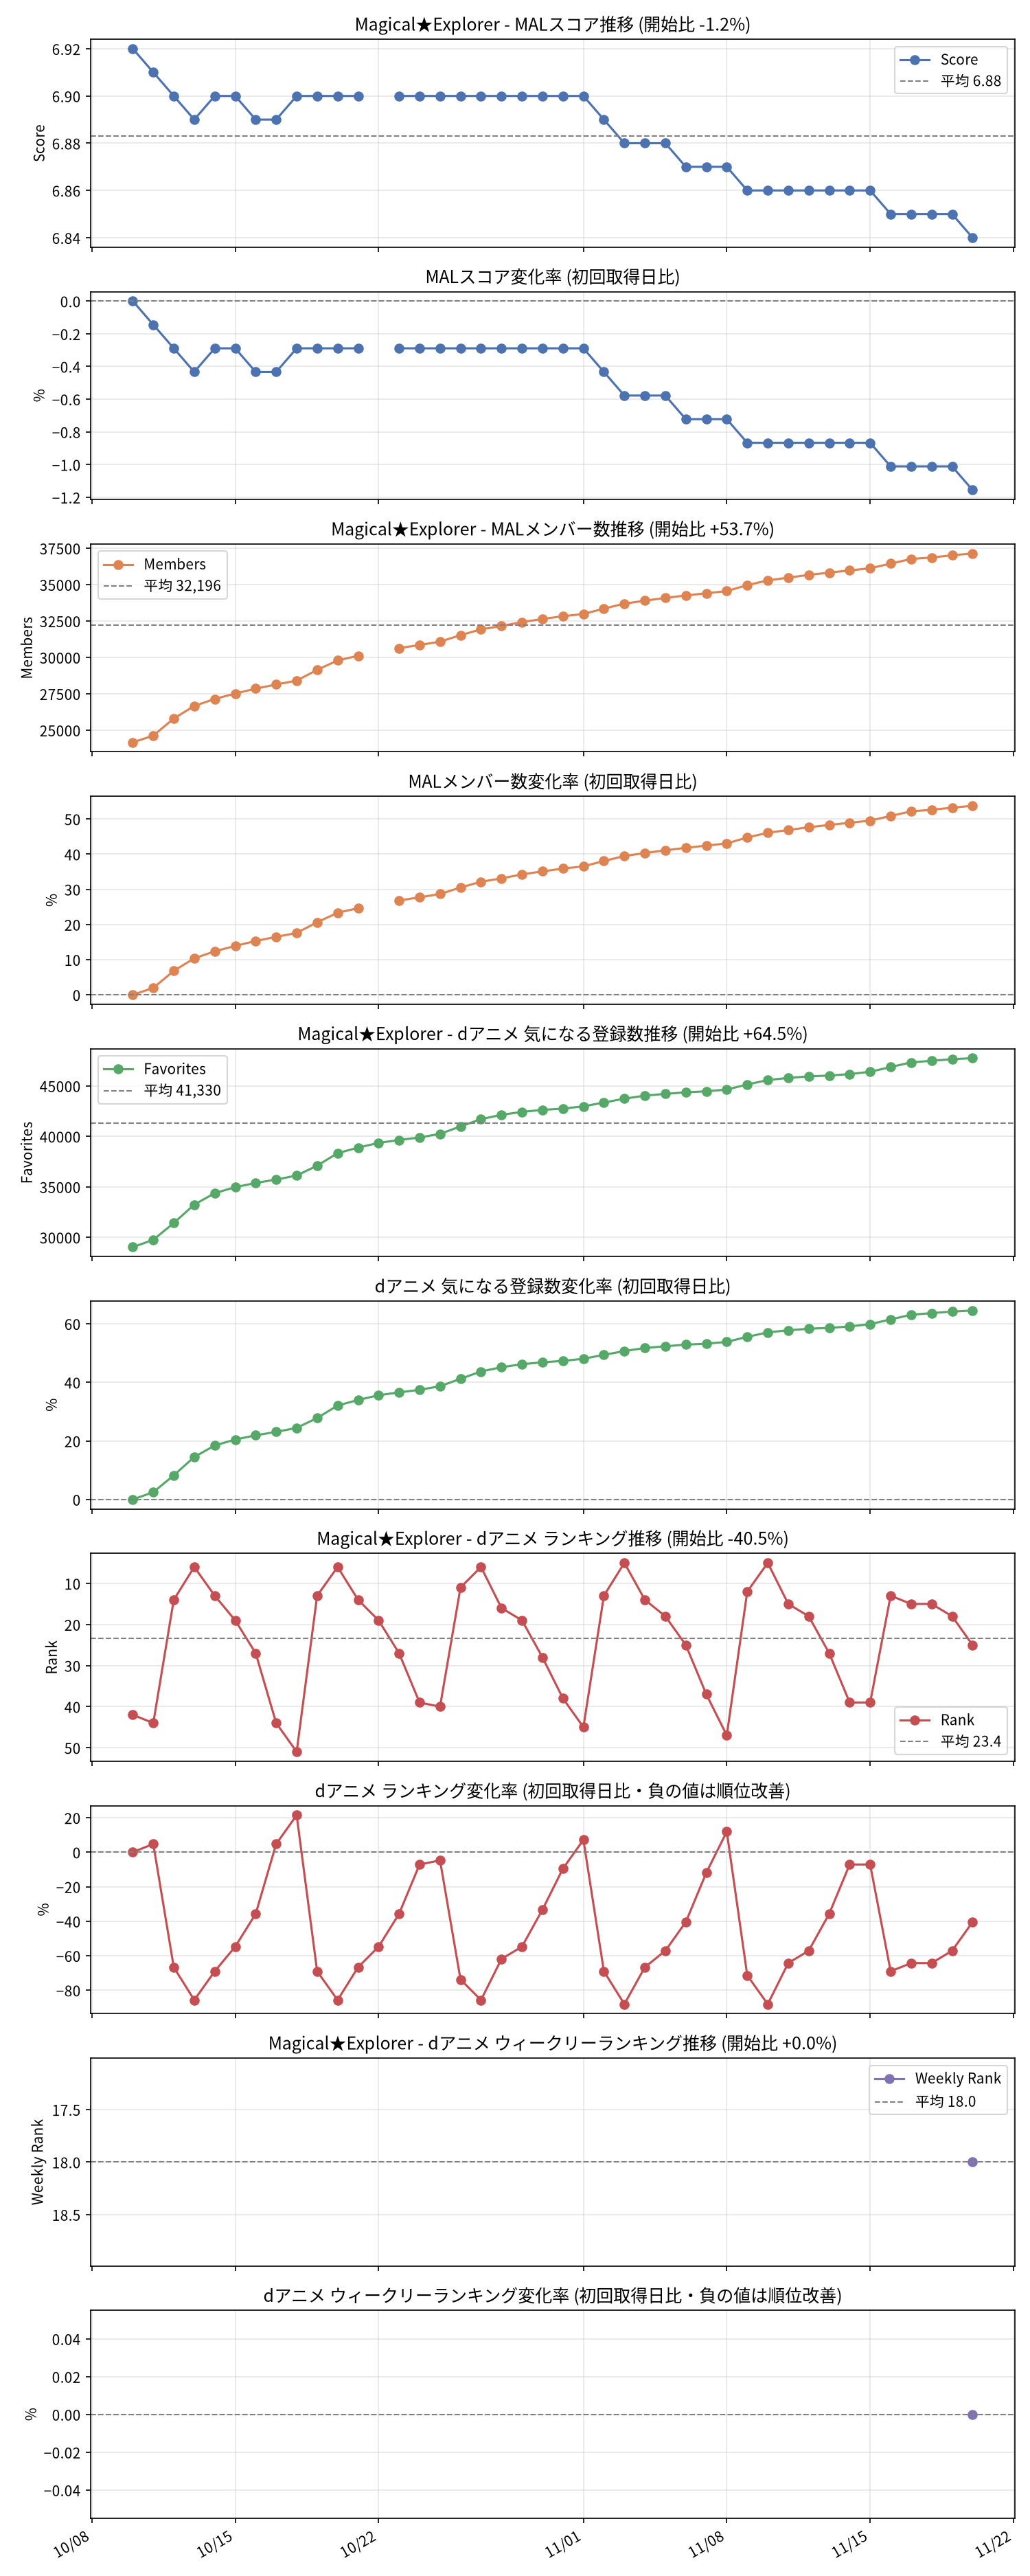 Magical★Explorer - MALスコア推移 (開始比 -1.2%)
6.92
6.90
6.88
6.86
6.84
Score
Score
平均 6.88
MALスコア変化率 (初回取得日比)
0.0
−0.2
−0.4
−0.6
−0.8
−1.0
−1.2
%
Magical★Explorer - MALメンバー数推移 (開始比 +53.7%)
37500
35000
32500
30000
27500
25000
Members
Members
平均 32,196
MALメンバー数変化率 (初回取得日比)
50
40
30
20
10
0
%
Magical★Explorer - dアニメ 気になる登録数推移 (開始比 +64.5%)
45000
40000
35000
30000
Favorites
Favorites
平均 41,330
dアニメ 気になる登録数変化率 (初回取得日比)
60
40
20
0
%
Magical★Explorer - dアニメ ランキング推移 (開始比 -40.5%)
10
20
30
40
50
Rank
Rank
平均 23.4
dアニメ ランキング変化率 (初回取得日比・負の値は順位改善)
20
0
−20
−40
−60
−80
%
Magical★Explorer - dアニメ ウィークリーランキング推移 (開始比 +0.0%)
17.5
18.0
18.5
Weekly Rank
Weekly Rank
平均 18.0
dアニメ ウィークリーランキング変化率 (初回取得日比・負の値は順位改善)
0.04
0.02
0.00
−0.02
−0.04
%
10/08
10/15
10/22
11/01
11/08
11/15
11/22